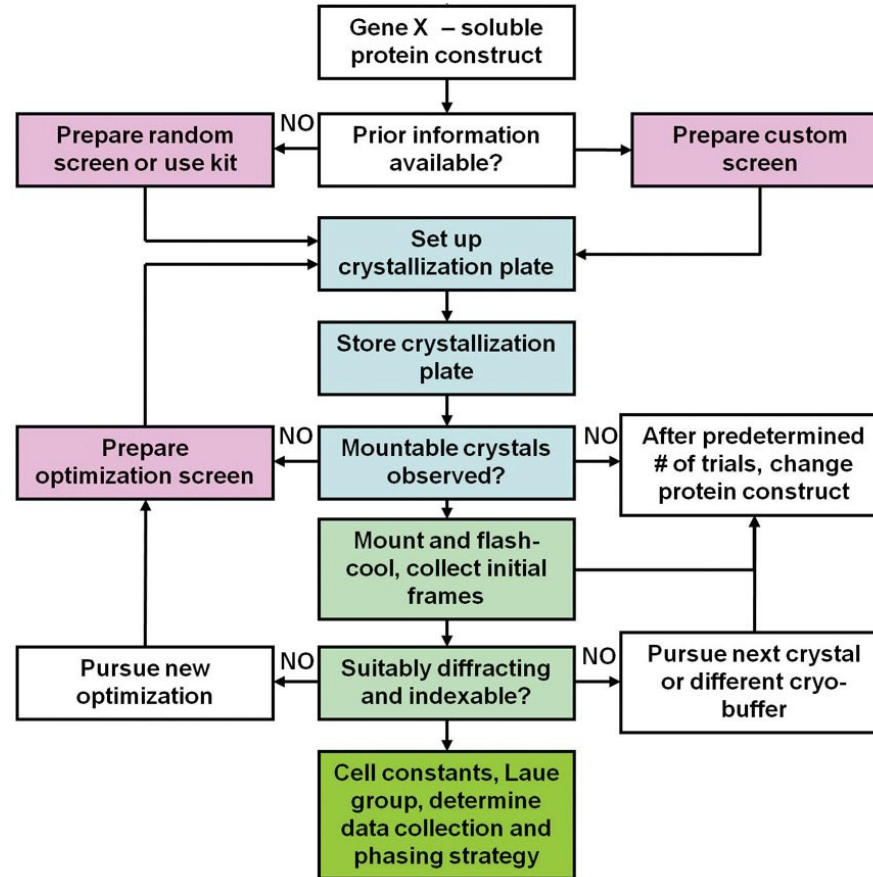 Gene X – soluble
protein construct
NO
Prepare random
screen or use kit
Prior information
available?
Prepare custom
screen
Set up
crystallization plate
Store crystallization
plate
NO
NO
Prepare
optimization screen
Mountable crystals
observed?
After predetermined
# of trials, change
protein construct
Mount and flash-
cool, collect initial
frames
NO
NO
Pursue new
optimization
Suitably diffracting
and indexable?
Pursue next crystal
or different cryo-
buffer
Cell constants, Laue
group, determine
data collection and
phasing strategy